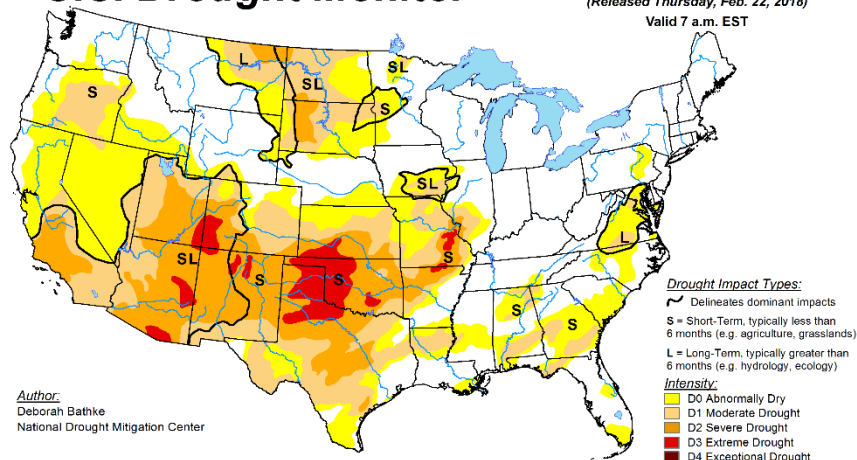 U.S. Drought Monitor
(Released Thursday, Feb. 22, 2018)
Valid 7 a.m. EST
L
SL
SL
S
S
SL
L
SL
S
S
S
S
S
Drought Impact Types:
Delineates dominant impacts
S = Short-Term, typically less than
6 months (e.g. agriculture, grasslands)
L = Long-Term, typically greater than
6 months (e.g. hydrology, ecology)
Intensity:
D0 Abnormally Dry
D1 Moderate Drought
D2 Severe Drought
D3 Extreme Drought
D4 Exceptional Drought
Author:
Deborah Bathke
National Drought Mitigation Center